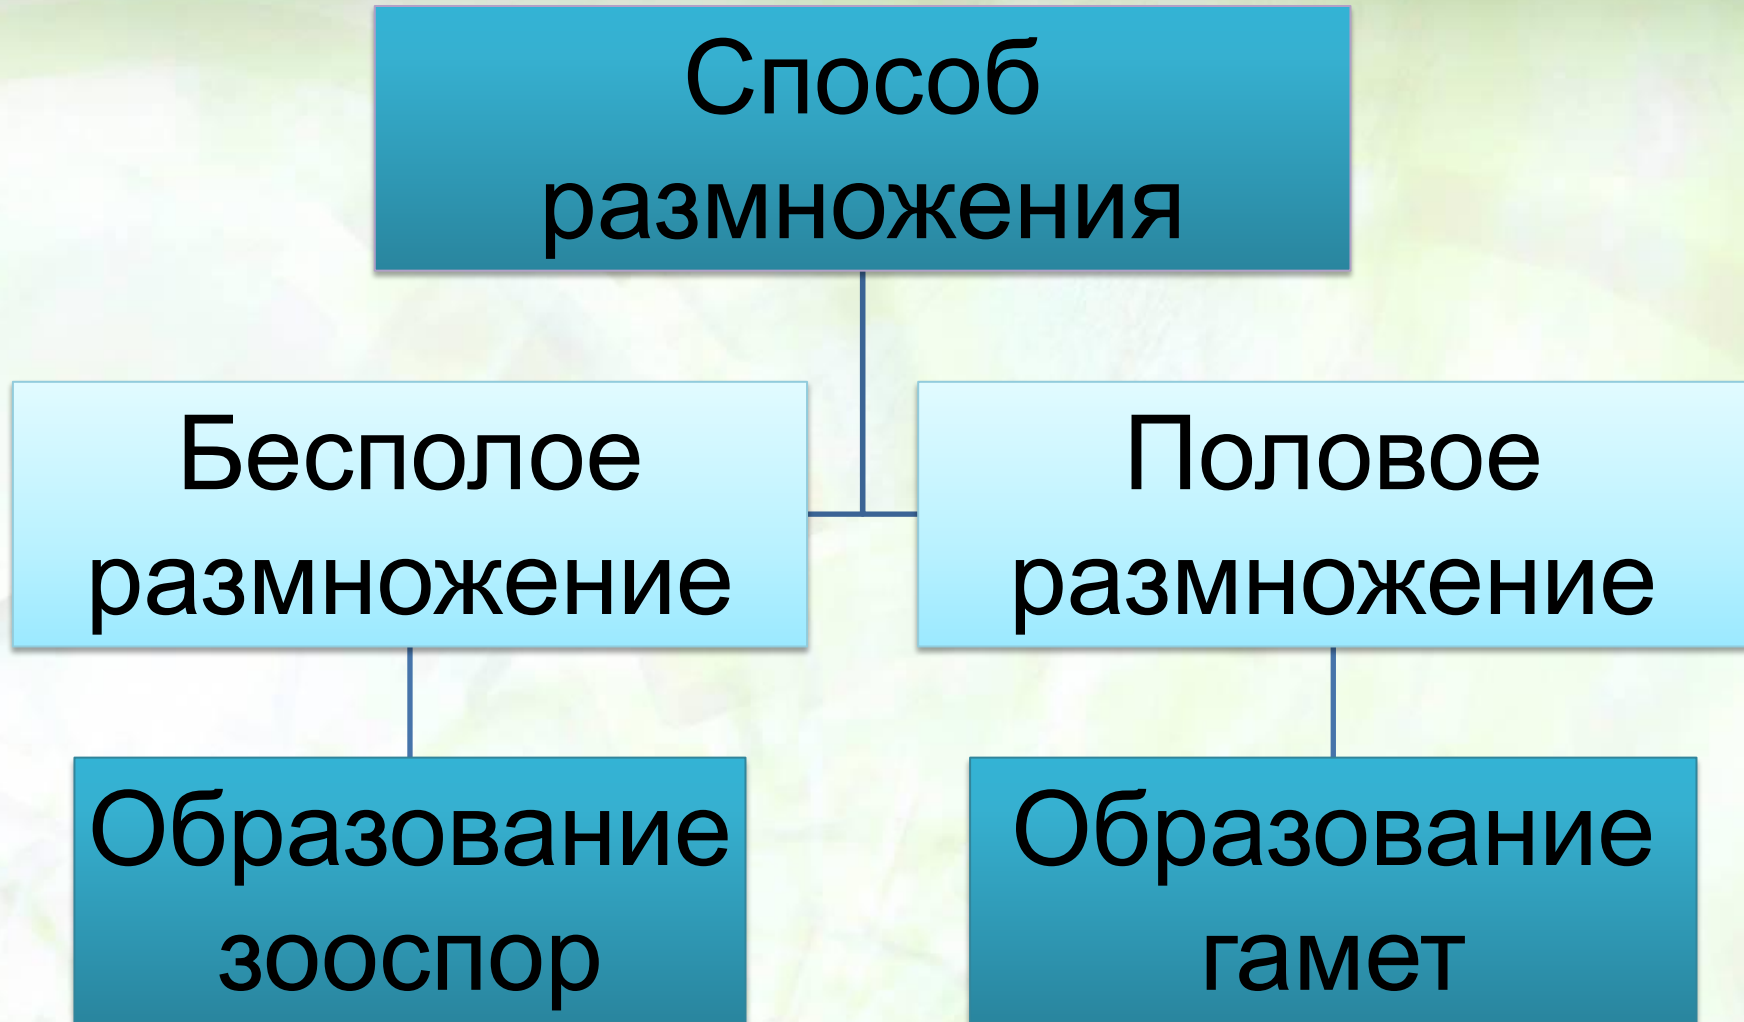 Способ
размножения
Бесполое
размножение
Половое
размножение
Образование
зооспор
Образование
гамет